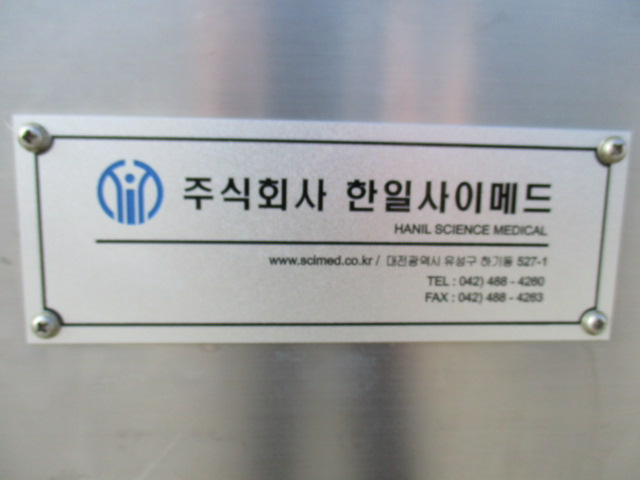 주식회사 한일사이메드
HANIL SCIENCE MEDICAL
www.scimed.co.kr / 대전광역시 유성구 하기동 527-1
TEL : 042) 488 - 4260
FAX : 042) 488 - 4263